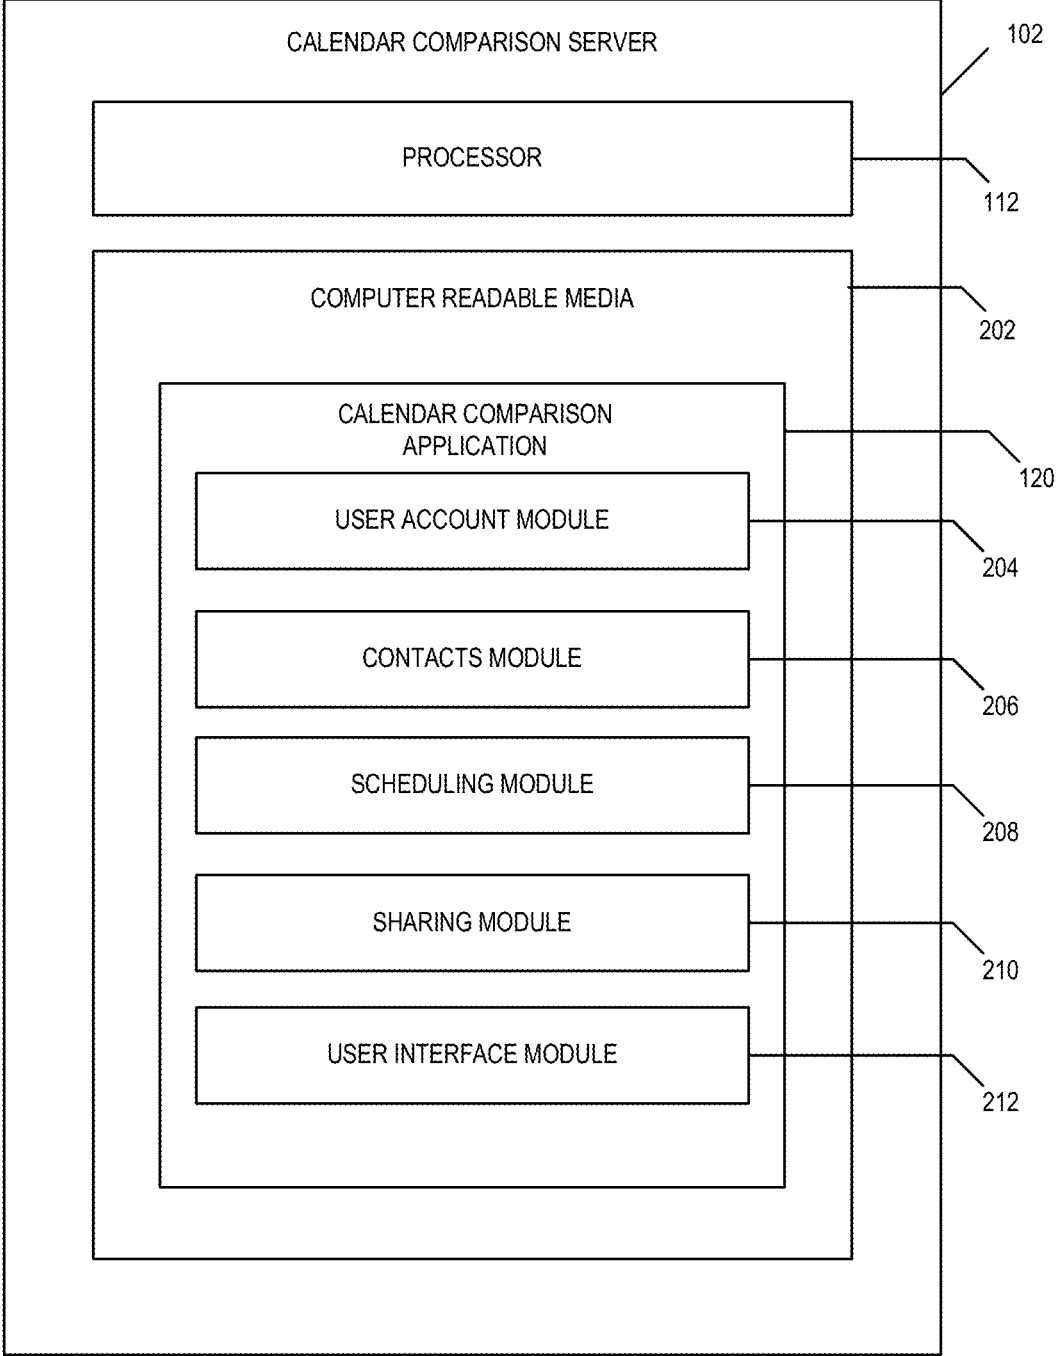 CALENDAR COMPARISON SERVER
102
PROCESSOR
112
COMPUTER READABLE MEDIA
202
CALENDAR COMPARISON
APPLICATION
120
USER ACCOUNT MODULE
204
CONTACTS MODULE
206
SCHEDULING MODULE
208
SHARING MODULE
210
USER INTERFACE MODULE
212